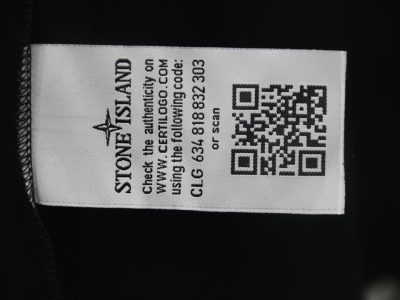 STONE ISLAND
Check the authenticity on
WWW.CERTILOGO.COM
using the following code:
CLG 634 818 832 303
or scan